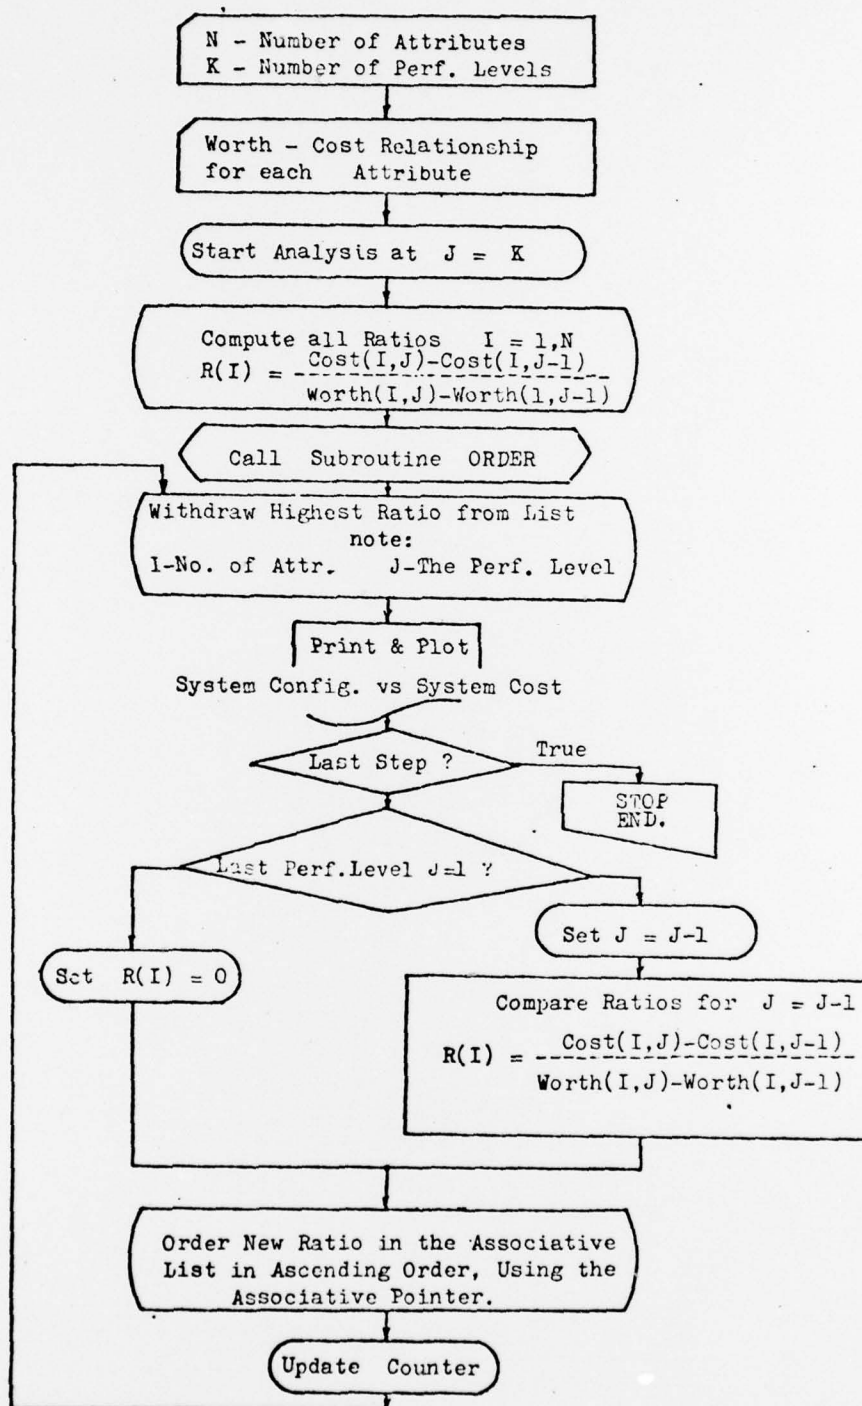 N - Number of Attributes
K - Number of Perf. Levels
Worth - Cost Relationship
for each Attribute
Start Analysis at J = K
Compute all Ratios I = 1,N
R(I) = Cost(I,J)-Cost(I,J-1)
Worth(I,J)-Worth(1,J-1)
Call Subroutine ORDER
Withdraw Highest Ratio from List
note:
I-No. of Attr. J-The Perf. Level
Print & Plot
System Config. vs System Cost
Last Step ?
True
STOP
END.
Last Perf.Level J=1 ?
Set J = J-1
Set R(I) = 0
Compare Ratios for J = J-1
R(I) = Cost(I,J)-Cost(I,J-1)
Worth(I,J)-Worth(I,J-1)
Order New Ratio in the Associative
List in Ascending Order, Using the
Associative Pointer.
Update Counter